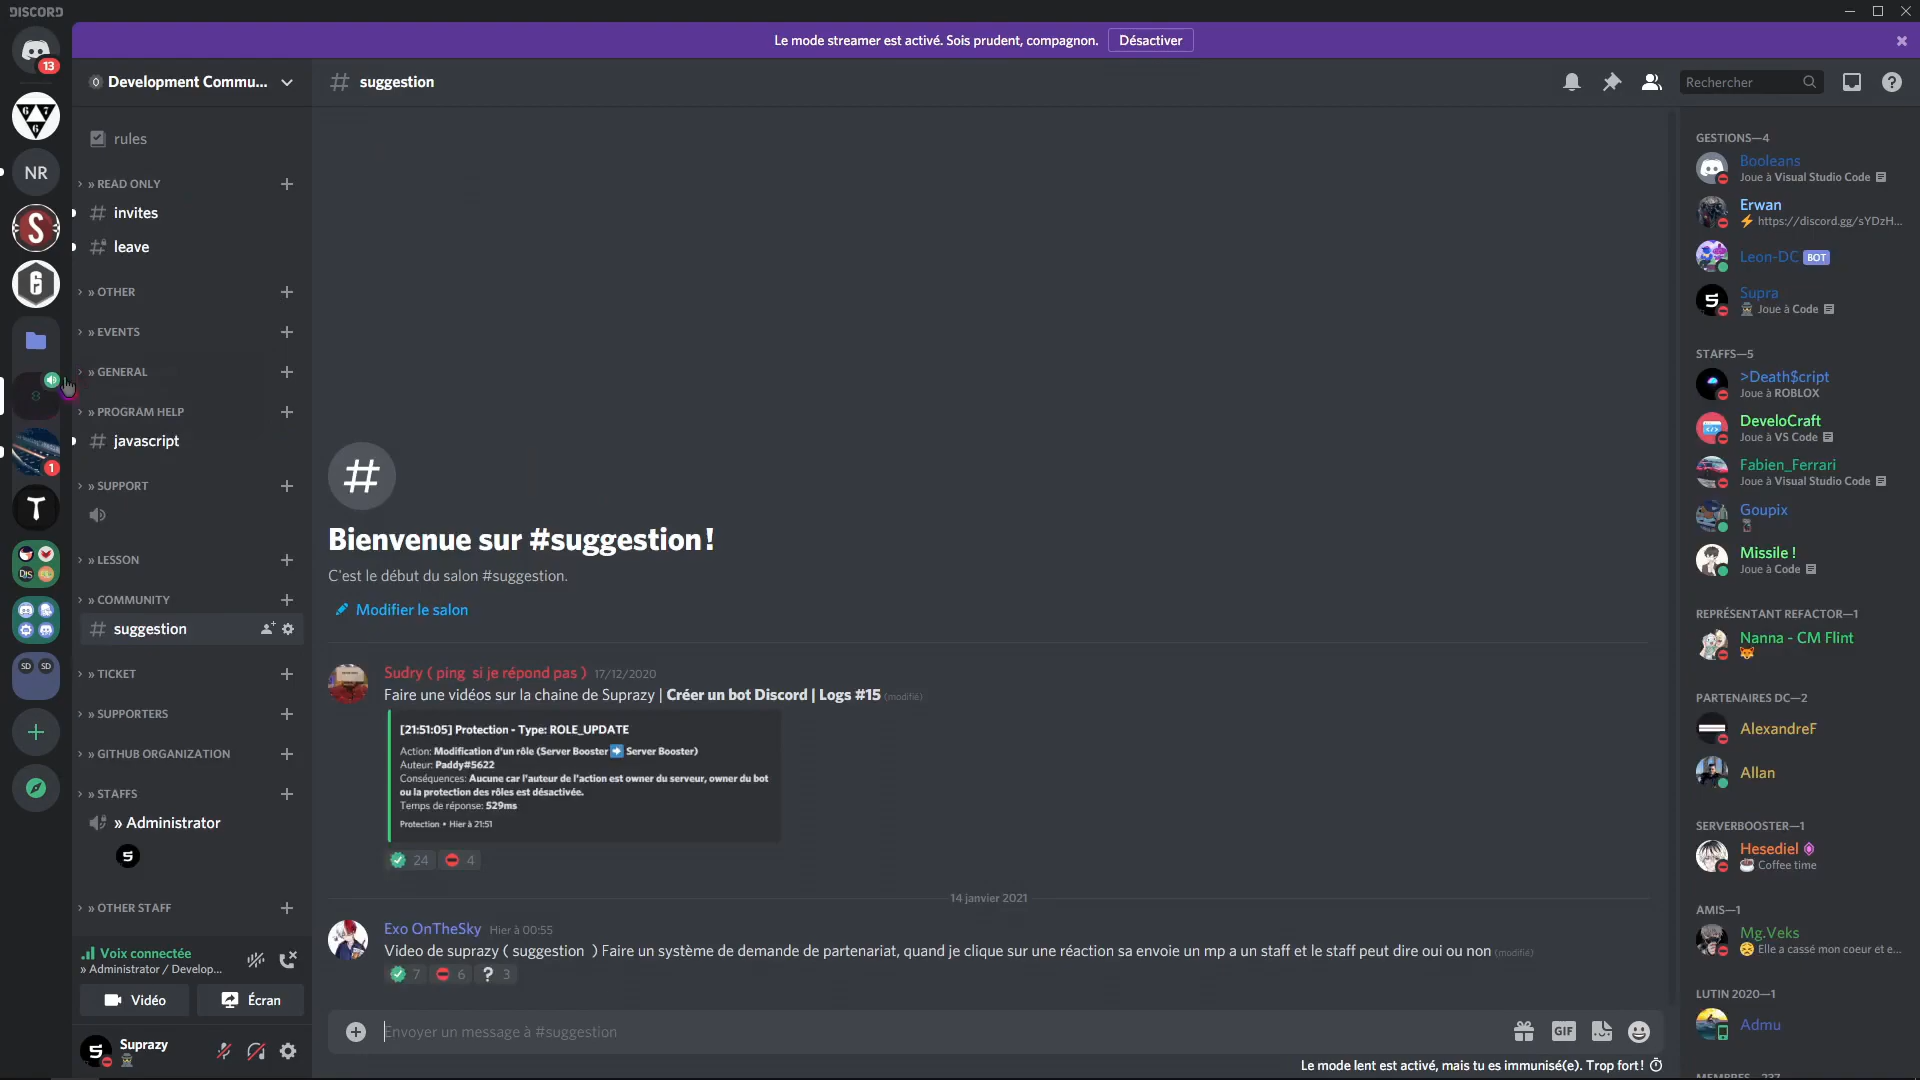 DISCORD
Le mode streamer est activé. Sois prudent, compagnon.
Désactiver
13
NR
1
Development Commu...
suggestion
Rechercher
rules
» READ ONLY
invites
leave
» OTHER
» EVENTS
» GENERAL
» PROGRAM HELP
javascript
» SUPPORT
» LESSON
» COMMUNITY
suggestion
» TICKET
» SUPPORTERS
» GITHUB ORGANIZATION
» STAFFS
» Administrator
» OTHER STAFF
Voix connectée
» Administrator / Develop...
Vidéo
Écran
Suprazy
Bienvenue sur #suggestion !
C'est le début du salon #suggestion.
Modifier le salon
Sudry ( ping si je répond pas ) 17/12/2020
Faire une vidéos sur la chaine de Suprazy | Créer un bot Discord | Logs #15 (modifié)
[21:51:05] Protection - Type: ROLE_UPDATE
Action: Modification d'un rôle (Server Booster ➡ Server Booster)
Auteur: Paddy#5622
Conséquences: Aucune car l'auteur de l'action est owner du serveur, owner du bot
ou la protection des rôles est désactivée.
Temps de réponse: 529ms
Protection • Hier à 21:51
24
4
14 janvier 2021
Exo OnTheSky Hier à 00:55
Video de suprazy ( suggestion ) Faire un système de demande de partenariat, quand je clique sur une réaction sa envoie un mp a un staff et le staff peut dire oui ou non (modifié)
7
6
? 3
Envoyer un message à #suggestion
GIF
Le mode lent est activé, mais tu es immunisé(e). Trop fort !
GESTIONS—4
Booleans
Joue à Visual Studio Code
Erwan
https://discord.gg/sYDzH...
Leon-DC BOT
Supra
Joue à Code
STAFFS—5
>Death$cript
Joue à ROBLOX
DeveloCraft
Joue à VS Code
Fabien_Ferrari
Joue à Visual Studio Code
Goupix
Missile !
Joue à Code
REPRÉSENTANT REFACTOR—1
Nanna - CM Flint
PARTENAIRES DC—2
AlexandreF
Allan
SERVERBOOSTER—1
Hesediel
Coffee time
AMIS—1
Mg.Veks
Elle a cassé mon coeur et e...
LUTIN 2020—1
Admu